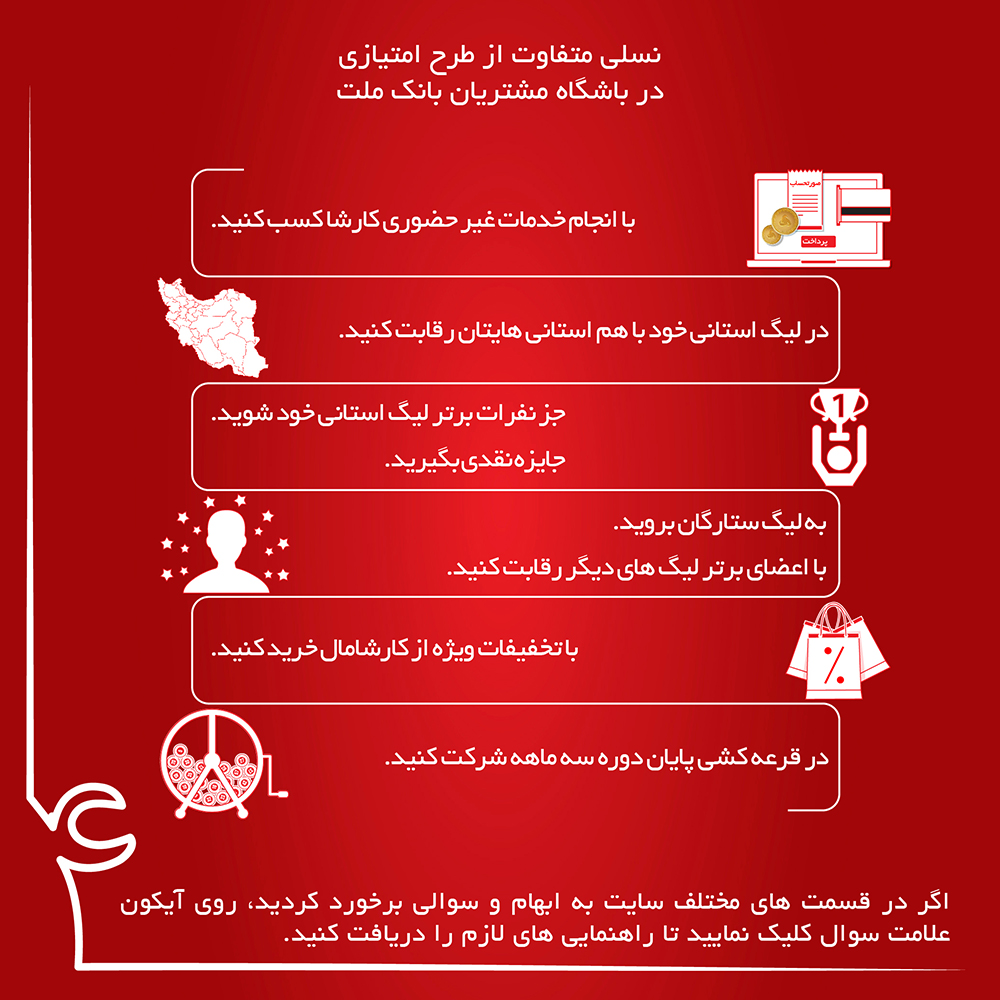 نسلی متفاوت از طرح امتیازی
در باشگاه مشتریان بانک ملت
صورتحساب
پرداخت
با انجام خدمات غیر حضوری کارشا کسب کنید.
در لیگ استانی خود با هم استانی هایتان رقابت کنید.
1
جز نفرات برتر لیگ استانی خود شوید.
جایزه نقدی بگیرید.
به لیگ ستارگان بروید.
با اعضای برتر لیگ های دیگر رقابت کنید.
٪
با تخفیفات ویژه از کارشامال خرید کنید.
در قرعه کشی پایان دوره سه ماهه شرکت کنید.
۴
اگر در قسمت های مختلف سایت به ابهام و سوالی برخورد کردید، روی آیکون
علامت سوال کلیک نمایید تا راهنمایی های لازم را دریافت کنید.